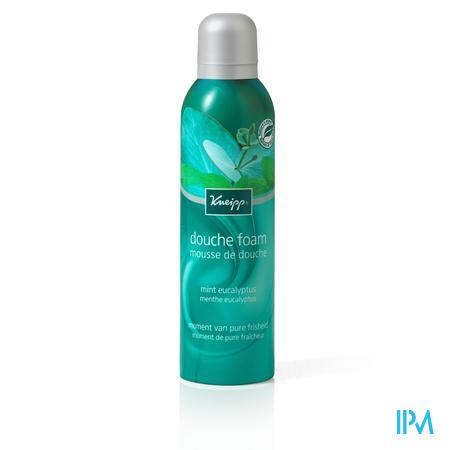 Kneipp®
douche foam
mousse de douche
mint eucalyptus
menthe eucalyptus
moment van pure frisheid
moment de pure fraîcheur
IPM